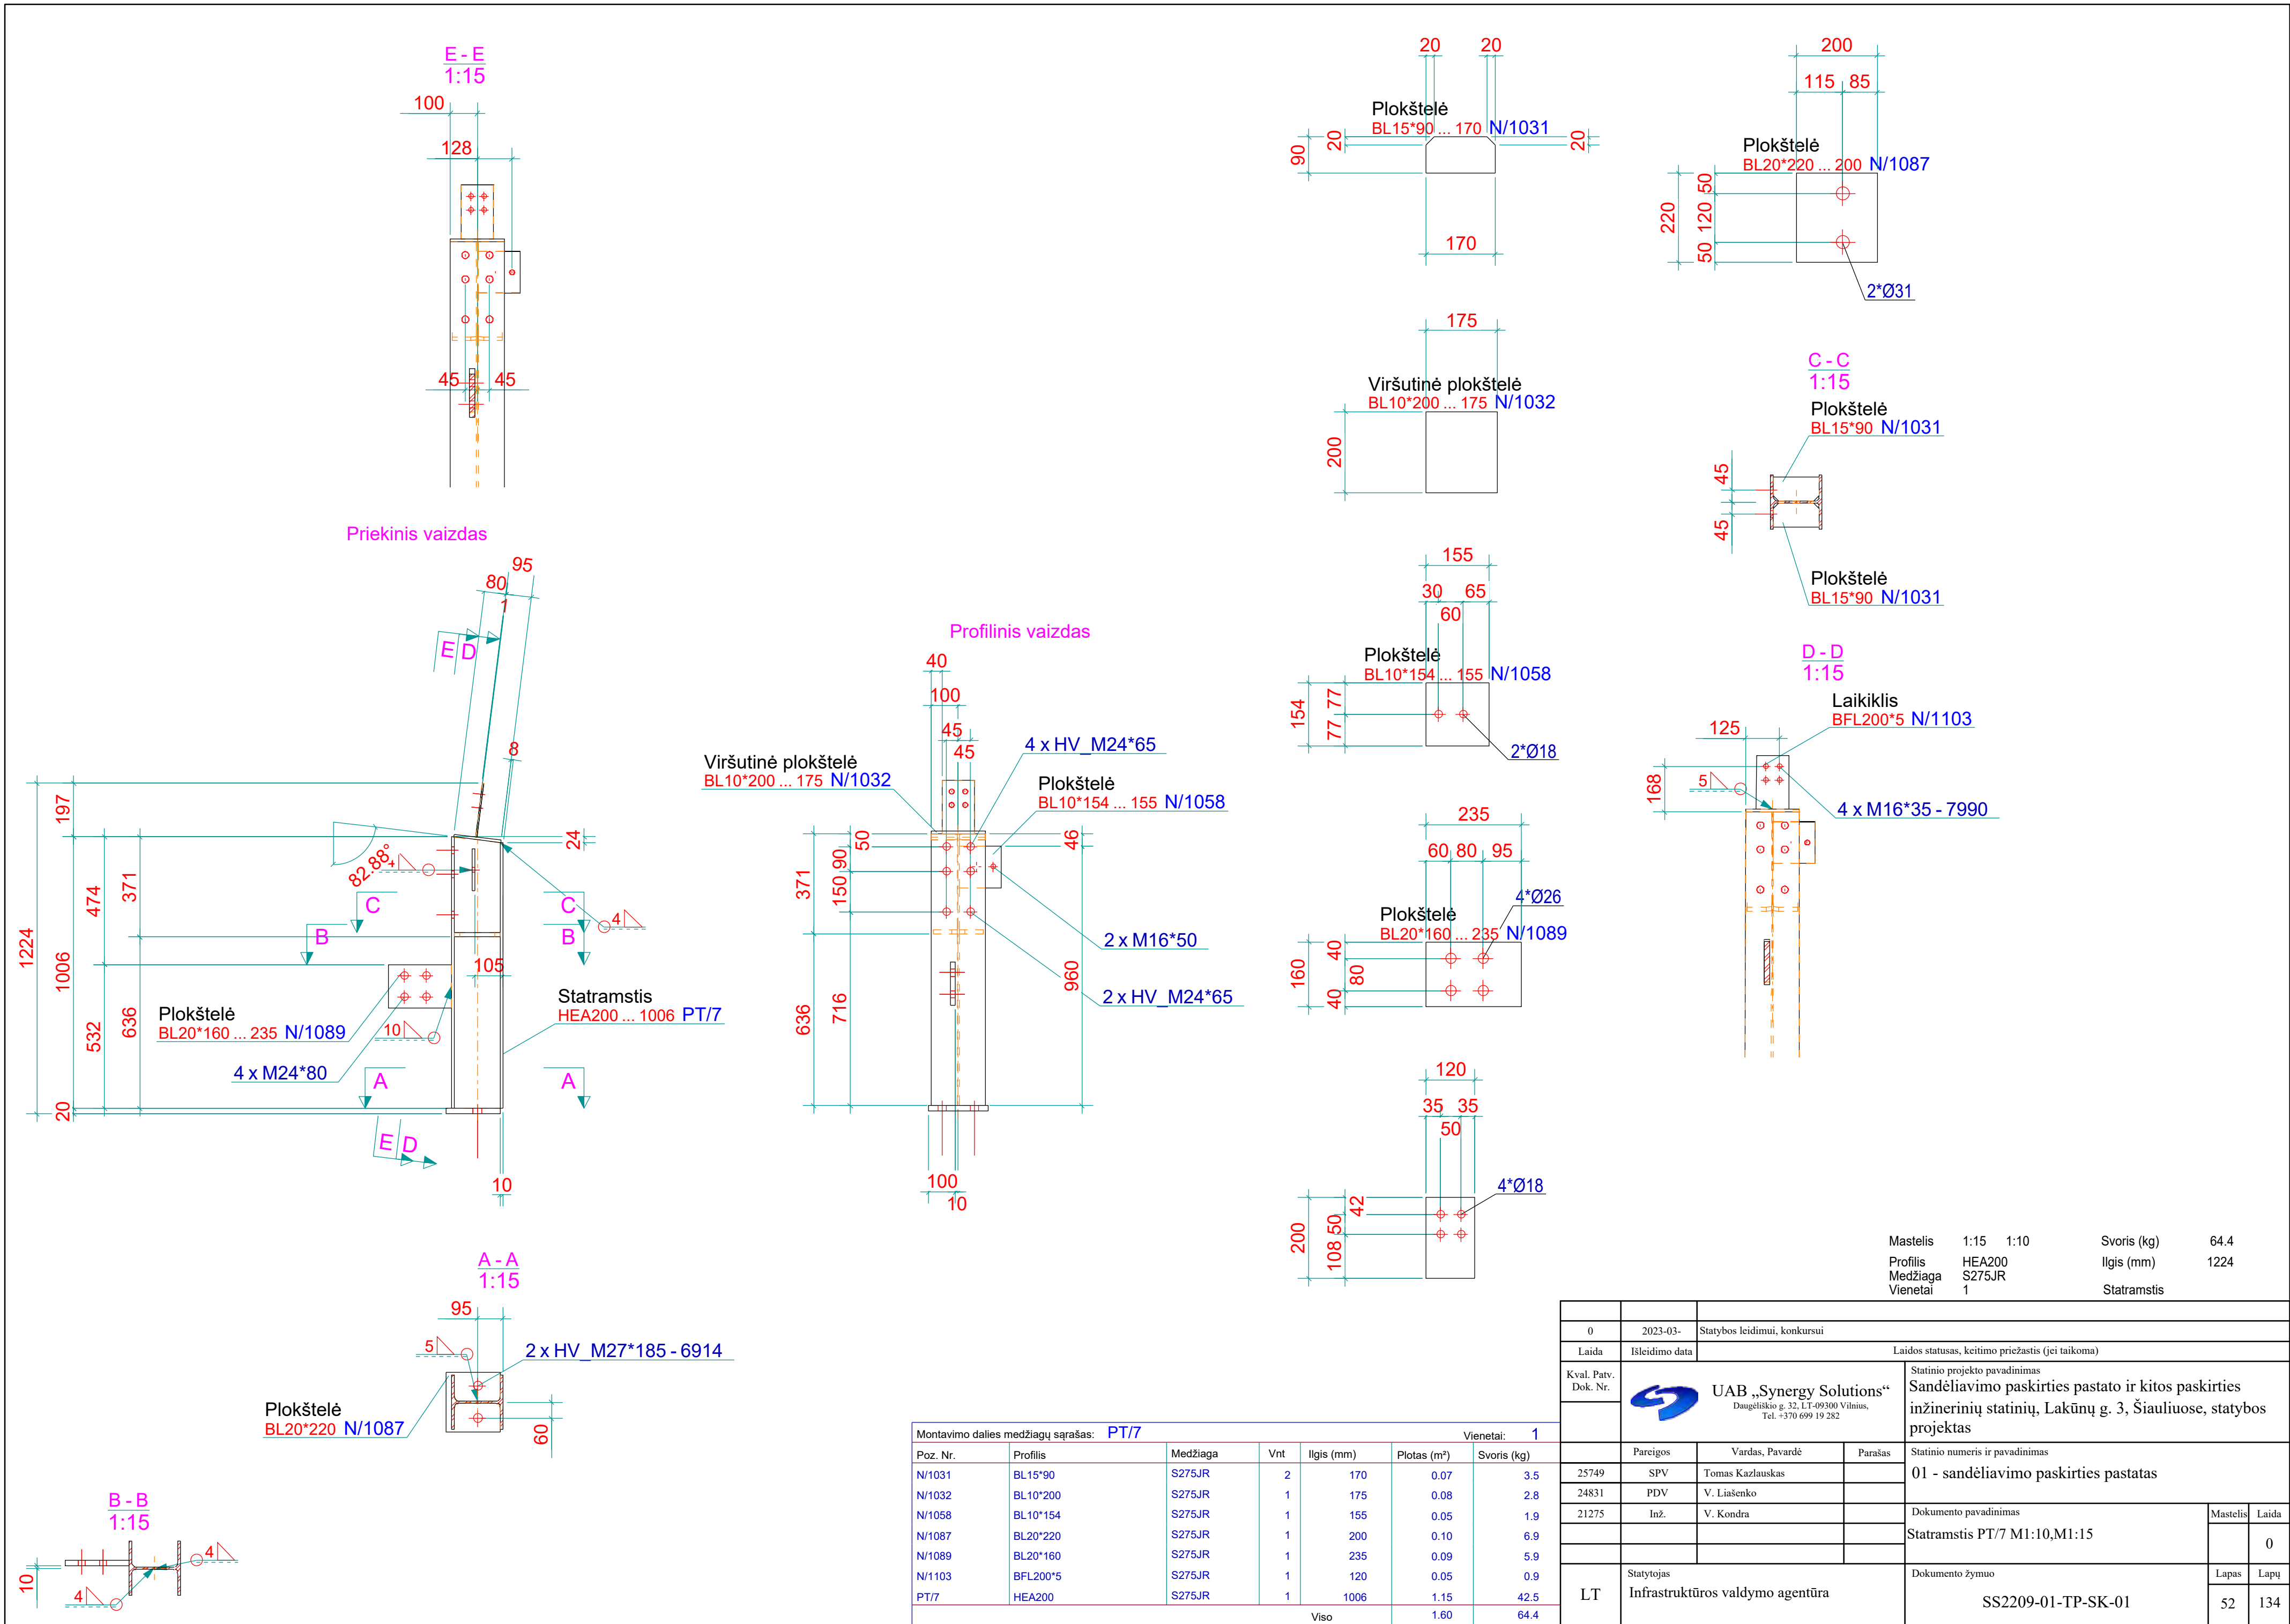 E - E
1:15
100
128
45
45
Priekinis vaizdas
95
80
1
E
D
8
197
24
82.88°
4
474
371
C
C
B
B
4
1224
1006
105
Plokštelė
BL20*160 ... 235 N/1089
10
Statramstis
HEA200 ... 1006 PT/7
532
636
4 x M24*80
A
A
20
E
D
10
A - A
1:15
95
5
2 x HV_M27*185 - 6914
Plokštelė
BL20*220 N/1087
60
B - B
1:15
4
10
4
Profilinis vaizdas
40
100
45
45
4 x HV_M24*65
Viršutinė plokštelė
BL10*200 ... 175 N/1032
Plokštelė
BL10*154 ... 155 N/1058
50
46
90
371
150
2 x M16*50
960
2 x HV_M24*65
636
716
100
10
20
20
Plokštelė
BL15*90 ... 170 N/1031
20
20
90
170
175
Viršutinė plokštelė
BL10*200 ... 175 N/1032
200
155
30
65
60
Plokštelė
BL10*154 ... 155 N/1058
154
77
77
2*Ø18
235
60
80
95
4*Ø26
Plokštelė
BL20*160 ... 235 N/1089
40
160
80
40
120
35
35
50
4*Ø18
42
200
50
108
200
115
85
Plokštelė
BL20*220 ... 200 N/1087
50
220
120
50
2*Ø31
C - C
1:15
Plokštelė
BL15*90 N/1031
45
45
Plokštelė
BL15*90 N/1031
D - D
1:15
Laikiklis
BFL200*5 N/1103
125
5
168
4 x M16*35 - 7990
Mastelis 1:15 1:10 Svoris (kg) 64.4
Profilis HEA200 Ilgis (mm) 1224
Medžiaga S275JR
Vienetai 1 Statramstis
Montavimo dalies medžiagų sąrašas: PT/7 Vienetai: 1
Poz. Nr. Profilis Medžiaga Vnt Ilgis (mm) Plotas (m²) Svoris (kg)
N/1031 BL15*90 S275JR 2 170 0.07 3.5
N/1032 BL10*200 S275JR 1 175 0.08 2.8
N/1058 BL10*154 S275JR 1 155 0.05 1.9
N/1087 BL20*220 S275JR 1 200 0.10 6.9
N/1089 BL20*160 S275JR 1 235 0.09 5.9
N/1103 BFL200*5 S275JR 1 120 0.05 0.9
PT/7 HEA200 S275JR 1 1006 1.15 42.5
Viso 1.60 64.4
0 2023-03- Statybos leidimui, konkursui
Laida Išleidimo data Laidos statusas, keitimo priežastis (jei taikoma)
Kval. Patv.
Dok. Nr.
UAB „Synergy Solutions“
Daugėliškio g. 32, LT-09300 Vilnius,
Tel. +370 699 19 282
Statinio projekto pavadinimas
Sandėliavimo paskirties pastato ir kitos paskirties
inžinerinių statinių, Lakūnų g. 3, Šiauliuose, statybos
projektas
Pareigos Vardas, Pavardė Parašas
25749 SPV Tomas Kazlauskas
24831 PDV V. Liašenko
21275 Inž. V. Kondra
Statinio numeris ir pavadinimas
01 - sandėliavimo paskirties pastatas
Dokumento pavadinimas
Statramstis PT/7 M1:10,M1:15
Mastelis Laida
0
LT
Statytojas
Infrastruktūros valdymo agentūra
Dokumento žymuo
SS2209-01-TP-SK-01
Lapas Lapų
52 134